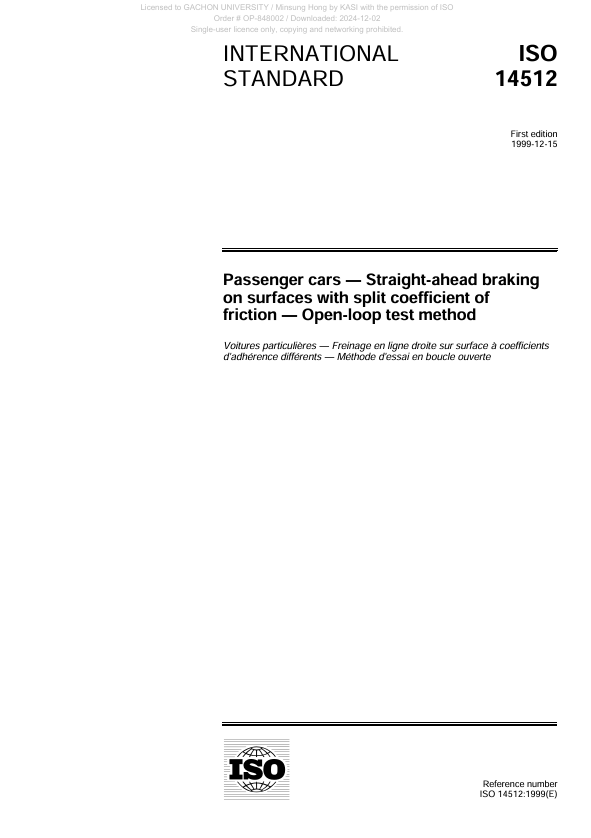 Licensed to GACHON UNIVERSITY / Minsung Hong by KASI with the permission of ISO
Order # OP-848002 / Downloaded: 2024-12-02
Single-user licence only, copying and networking prohibited.
INTERNATIONAL
STANDARD
ISO
14512
First edition
1999-12-15
Passenger cars — Straight-ahead braking
on surfaces with split coefficient of
friction — Open-loop test method
Voitures particulières — Freinage en ligne droite sur surface à coefficients
d'adhérence différents — Méthode d'essai en boucle ouverte
ISO
Reference number
ISO 14512:1999(E)